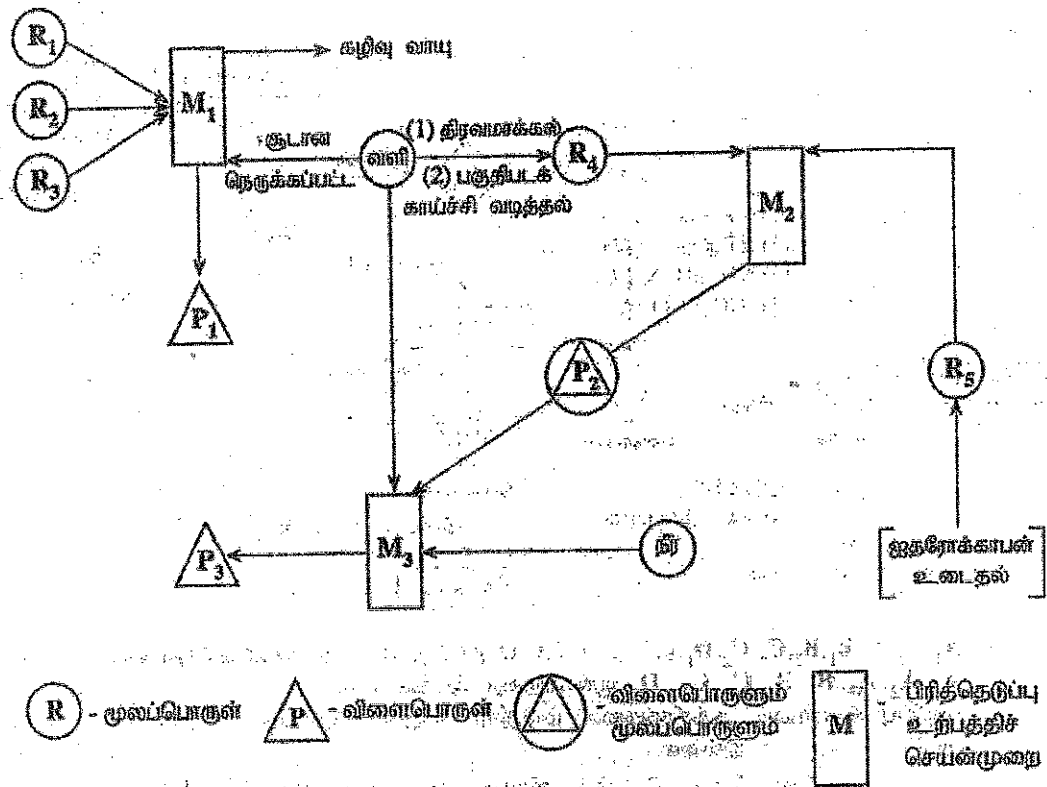 R1
R2
R3
M1
கழிவு வாயு
சூடான
நெருக்கப்பட்ட
வளி
(1) திரவமாக்கல்
(2) பகுதிபடக்
காய்ச்சி வடித்தல்
R4
M2
P1
P2
R5
P3
M3
நீர்
ஐதரோக்காபன்
உடைதல்
R - மூலப்பொருள்
P - விளைபொருள்
- விளைபொருளும்
மூலப்பொருளும்
M
பிரித்தெடுப்பு
உற்பத்திச்
செயன்முறை